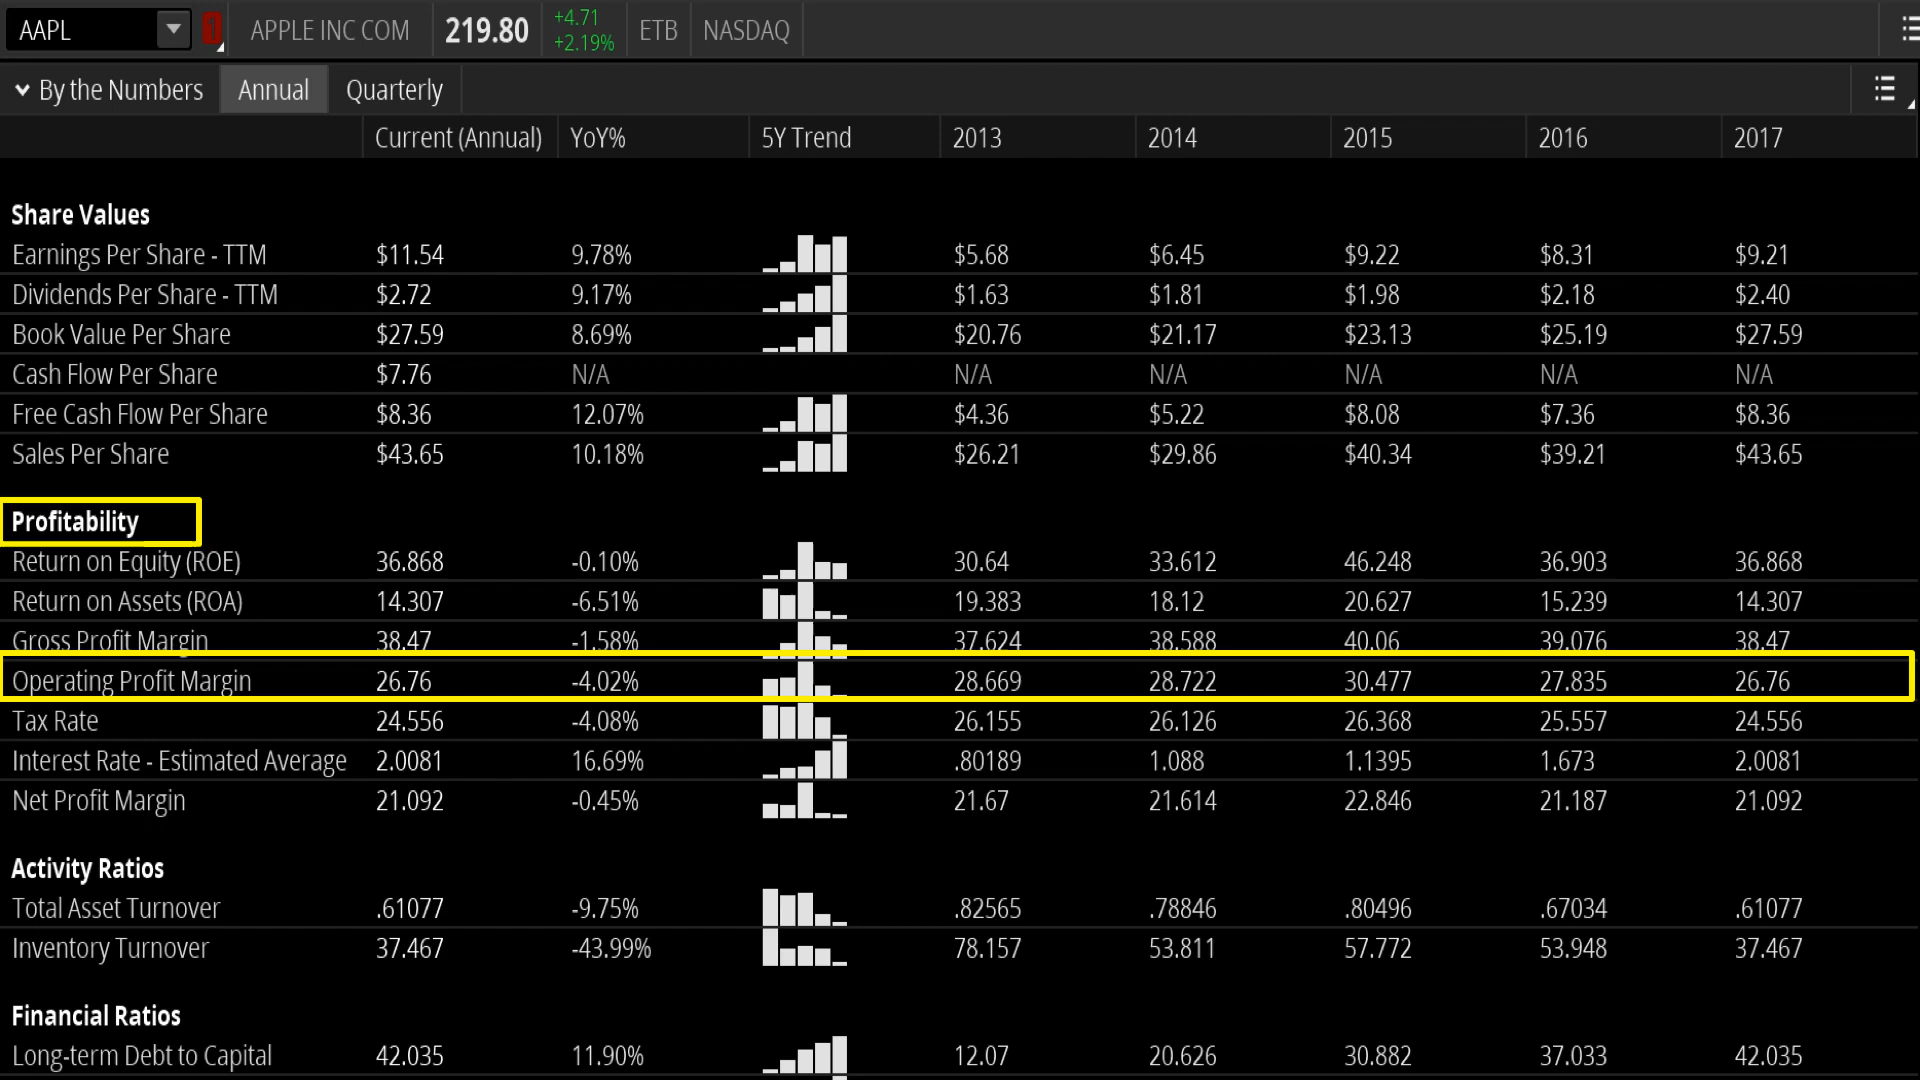 AAPL APPLE INC COM 219.80 +4.71 +2.19% ETB NASDAQ
By the Numbers Annual Quarterly
Current (Annual) YoY% 5Y Trend 2013 2014 2015 2016 2017
Share Values
Earnings Per Share - TTM $11.54 9.78% $5.68 $6.45 $9.22 $8.31 $9.21
Dividends Per Share - TTM $2.72 9.17% $1.63 $1.81 $1.98 $2.18 $2.40
Book Value Per Share $27.59 8.69% $20.76 $21.17 $23.13 $25.19 $27.59
Cash Flow Per Share $7.76 N/A N/A N/A N/A N/A N/A
Free Cash Flow Per Share $8.36 12.07% $4.36 $5.22 $8.08 $7.36 $8.36
Sales Per Share $43.65 10.18% $26.21 $29.86 $40.34 $39.21 $43.65
Profitability
Return on Equity (ROE) 36.868 -0.10% 30.64 33.612 46.248 36.903 36.868
Return on Assets (ROA) 14.307 -6.51% 19.383 18.12 20.627 15.239 14.307
Gross Profit Margin 38.47 -1.58% 37.624 38.588 40.06 39.076 38.47
Operating Profit Margin 26.76 -4.02% 28.669 28.722 30.477 27.835 26.76
Tax Rate 24.556 -4.08% 26.155 26.126 26.368 25.557 24.556
Interest Rate - Estimated Average 2.0081 16.69% .80189 1.088 1.1395 1.673 2.0081
Net Profit Margin 21.092 -0.45% 21.67 21.614 22.846 21.187 21.092
Activity Ratios
Total Asset Turnover .61077 -9.75% .82565 .78846 .80496 .67034 .61077
Inventory Turnover 37.467 -43.99% 78.157 53.811 57.772 53.948 37.467
Financial Ratios
Long-term Debt to Capital 42.035 11.90% 12.07 20.626 30.882 37.033 42.035